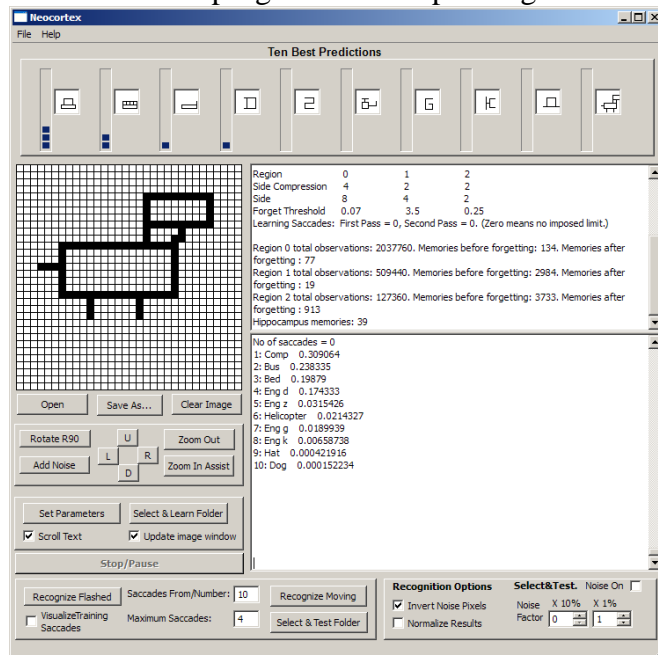 Neocortex
File Help
Ten Best Predictions
Region 0 1 2
Side Compression 4 2 2
Side 8 4 2
Forget Threshold 0.07 3.5 0.25
Learning Saccades: First Pass = 0, Second Pass = 0. (Zero means no imposed limit.)
Region 0 total observations: 2037760. Memories before forgetting: 134. Memories after
forgetting : 77
Region 1 total observations: 509440. Memories before forgetting: 2984. Memories after
forgetting : 19
Region 2 total observations: 127360. Memories before forgetting: 3733. Memories after
forgetting : 913
Hippocampus memories: 39
No of saccades = 0
1: Comp 0.309064
2: Bus 0.238335
3: Bed 0.19879
4: Eng d 0.174333
5: Eng z 0.0315426
6: Helicopter 0.0214327
7: Eng g 0.0189939
8: Eng k 0.00658738
9: Hat 0.000421916
10: Dog 0.000152234
Open Save As... Clear Image
Rotate R90 U Zoom Out
L R
Add Noise D Zoom In Assist
Set Parameters Select & Learn Folder
Scroll Text Update image window
Stop/Pause
Recognize Flashed Saccades From/Number: 10 Recognize Moving
VisualizeTraining
Saccades Maximum Saccades: 4 Select & Test Folder
Recognition Options Select&Test. Noise On
Invert Noise Pixels Noise X 10% X 1%
Normalize Results Factor 0 1